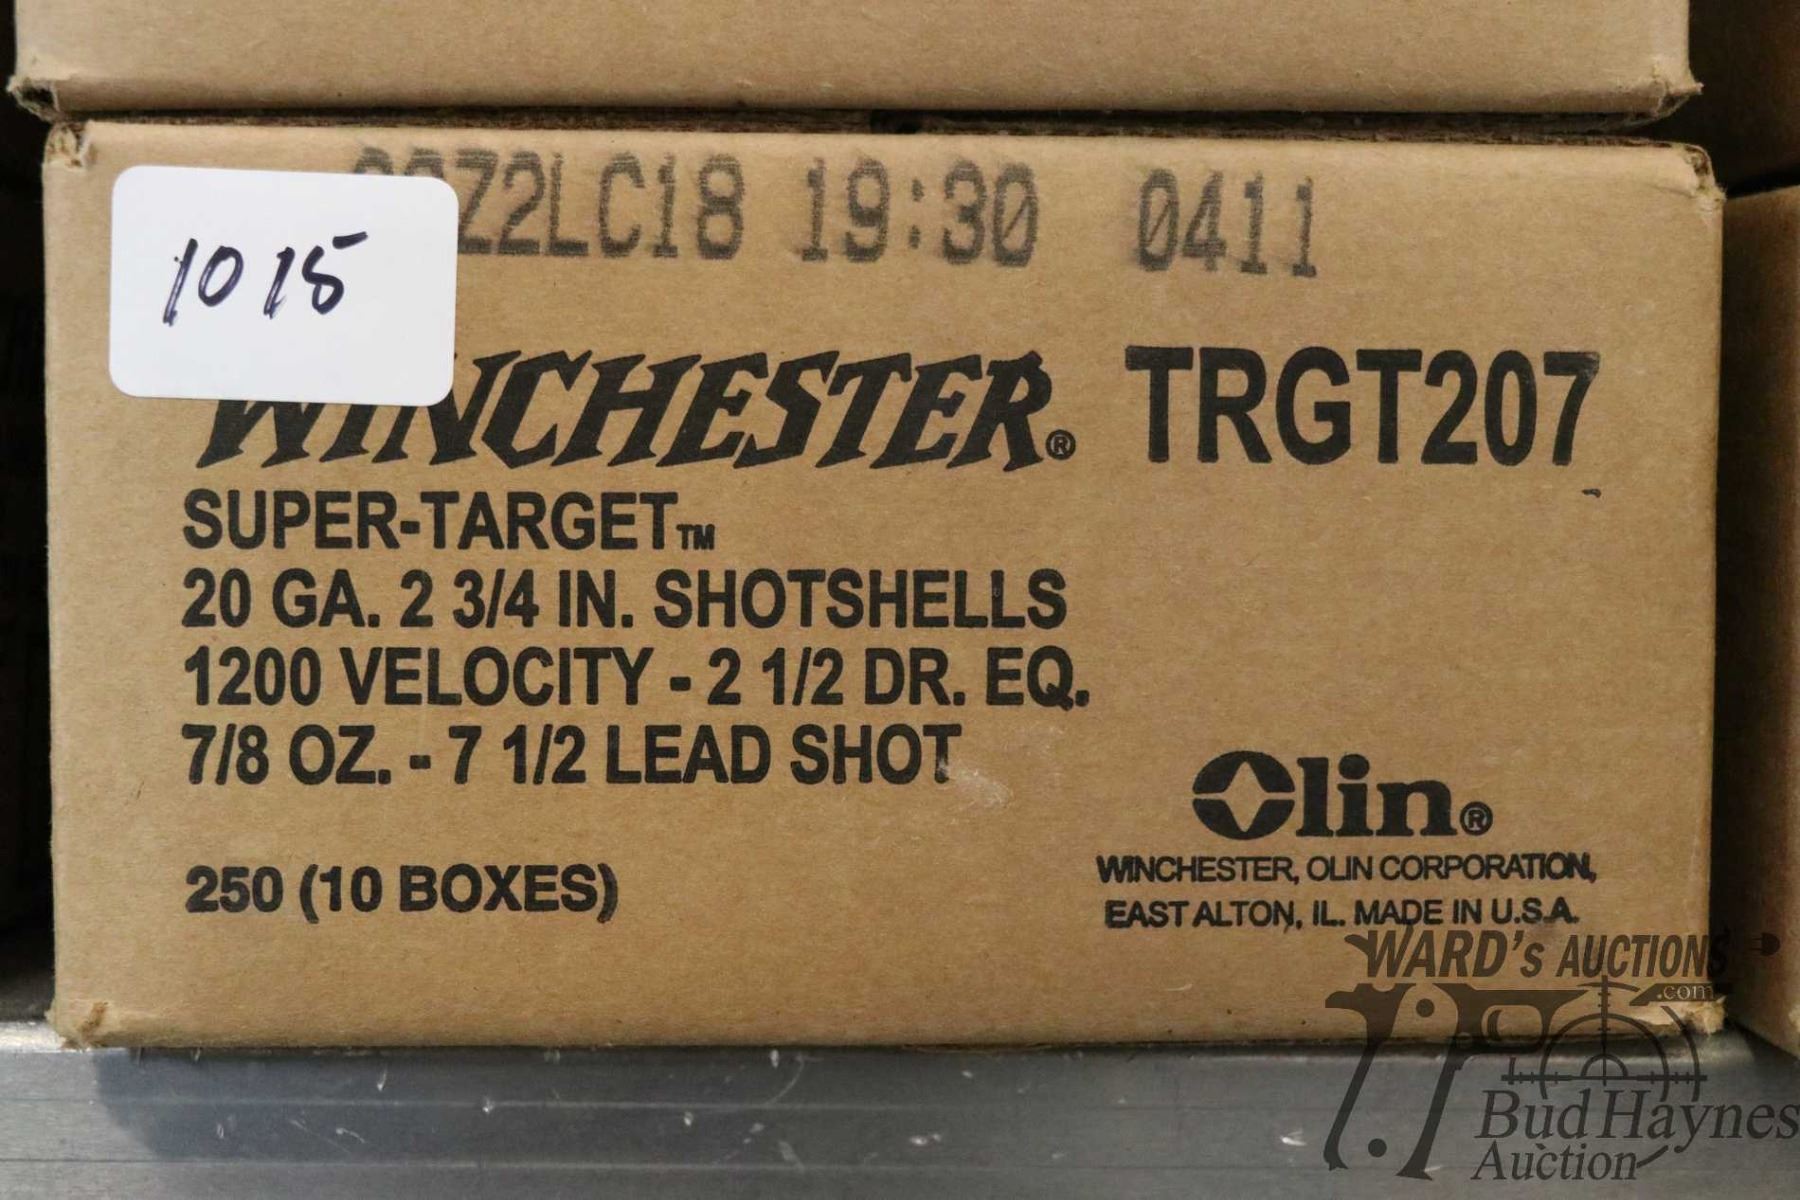 1015
Z2LC18 19:30 0411
WINCHESTER® TRGT207
SUPER-TARGET™
20 GA. 2 3/4 IN. SHOTSHELLS
1200 VELOCITY - 2 1/2 DR. EQ.
7/8 OZ. - 7 1/2 LEAD SHOT
250 (10 BOXES)
Olin®
WINCHESTER, OLIN CORPORATION,
EAST ALTON, IL. MADE IN U.S.A.
WARD's AUCTIONS
.com
Bud Haynes
Auction